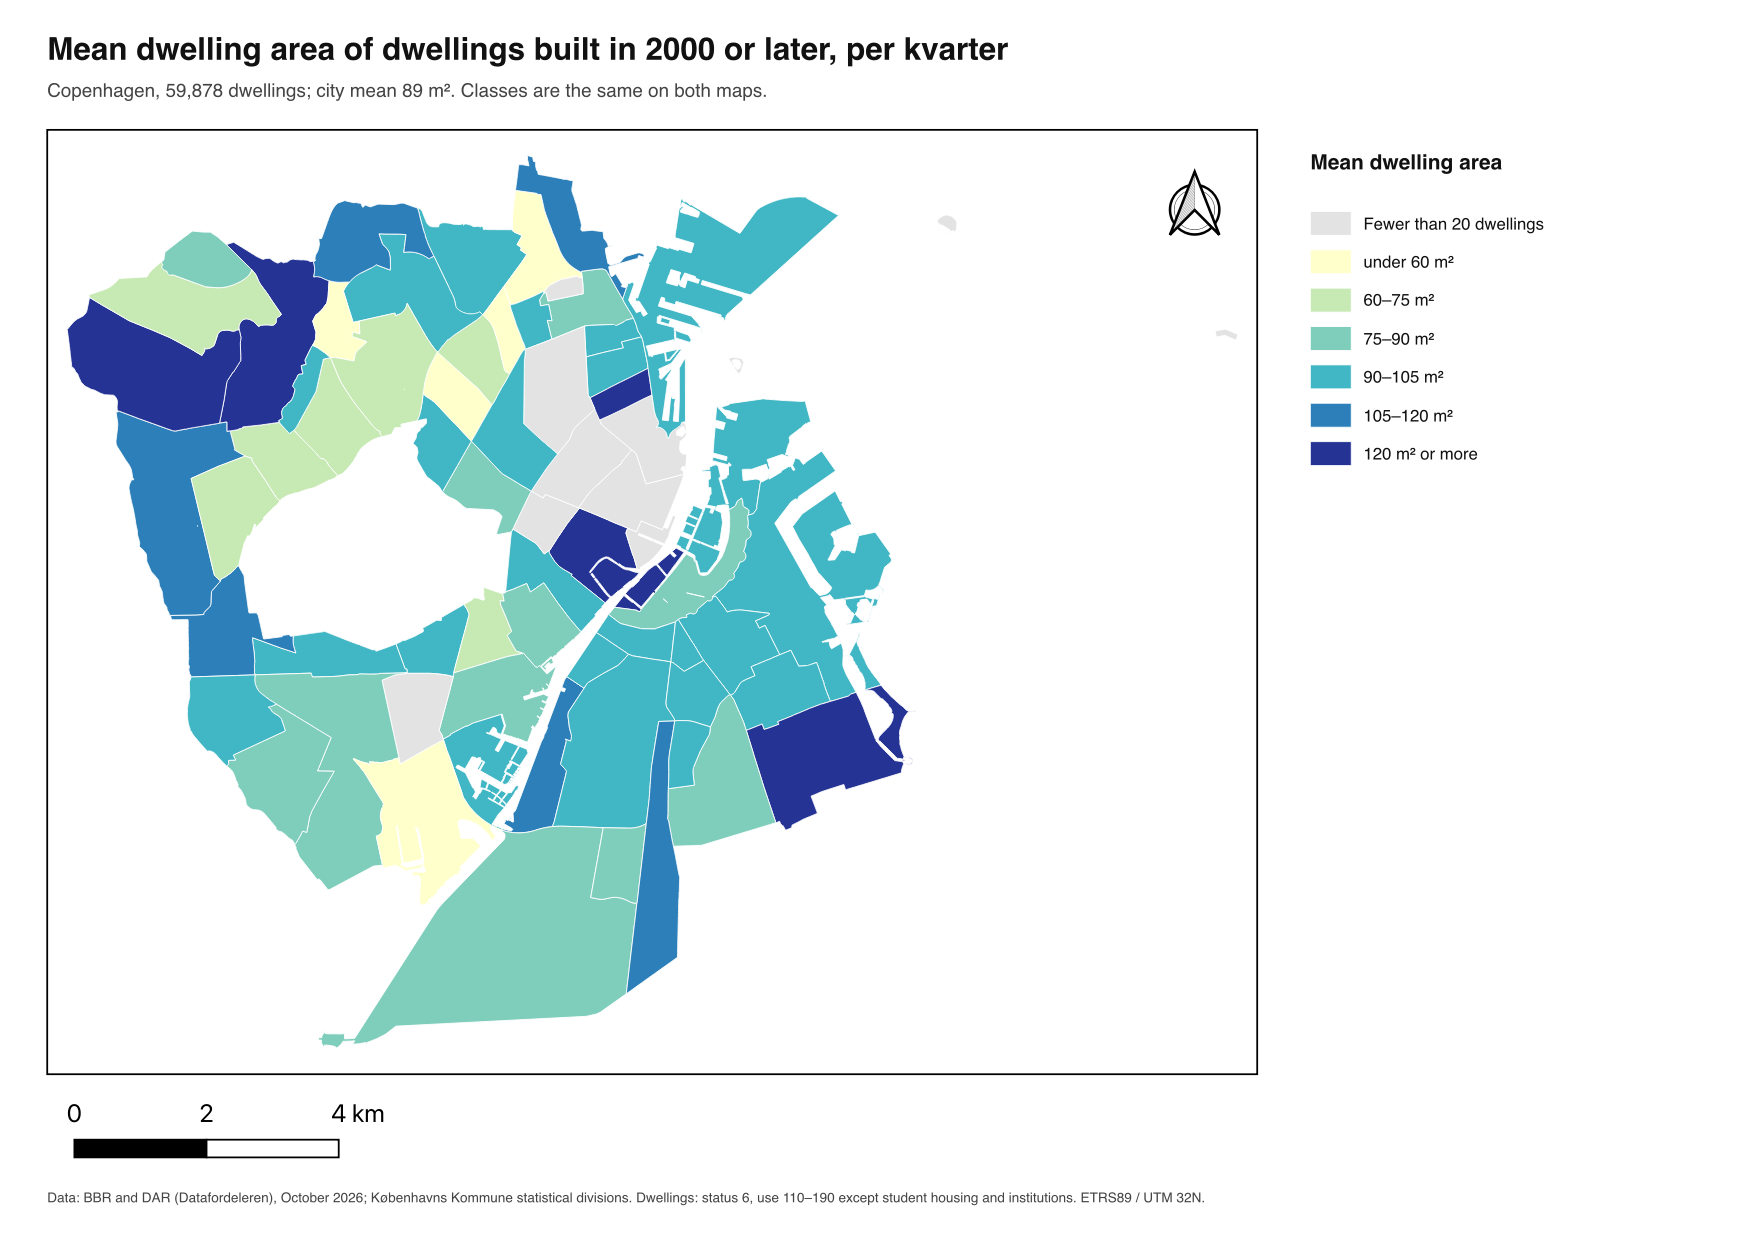 Mean dwelling area of dwellings built in 2000 or later, per kvarter
Copenhagen, 59,878 dwellings; city mean 89 m². Classes are the same on both maps.
Mean dwelling area
Fewer than 20 dwellings
under 60 m²
60–75 m²
75–90 m²
90–105 m²
105–120 m²
120 m² or more
0 2 4 km
Data: BBR and DAR (Datafordeleren), October 2026; Københavns Kommune statistical divisions. Dwellings: status 6, use 110–190 except student housing and institutions. ETRS89 / UTM 32N.